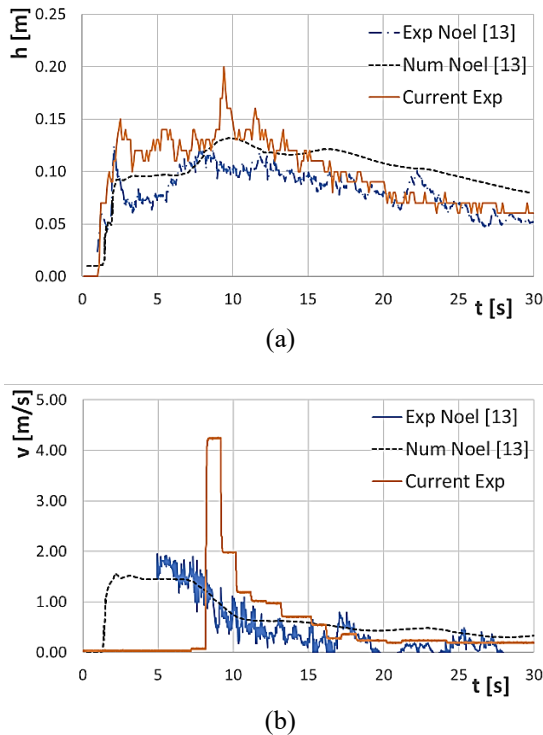 h [m]
0.25
0.20
0.15
0.10
0.05
0.00
Exp Noel [13]
Num Noel [13]
Current Exp
0 5 10 15 20 25 30
t [s]
(a)
v [m/s]
5.00
4.00
3.00
2.00
1.00
0.00
Exp Noel [13]
Num Noel [13]
Current Exp
0 5 10 15 20 25 30
t [s]
(b)